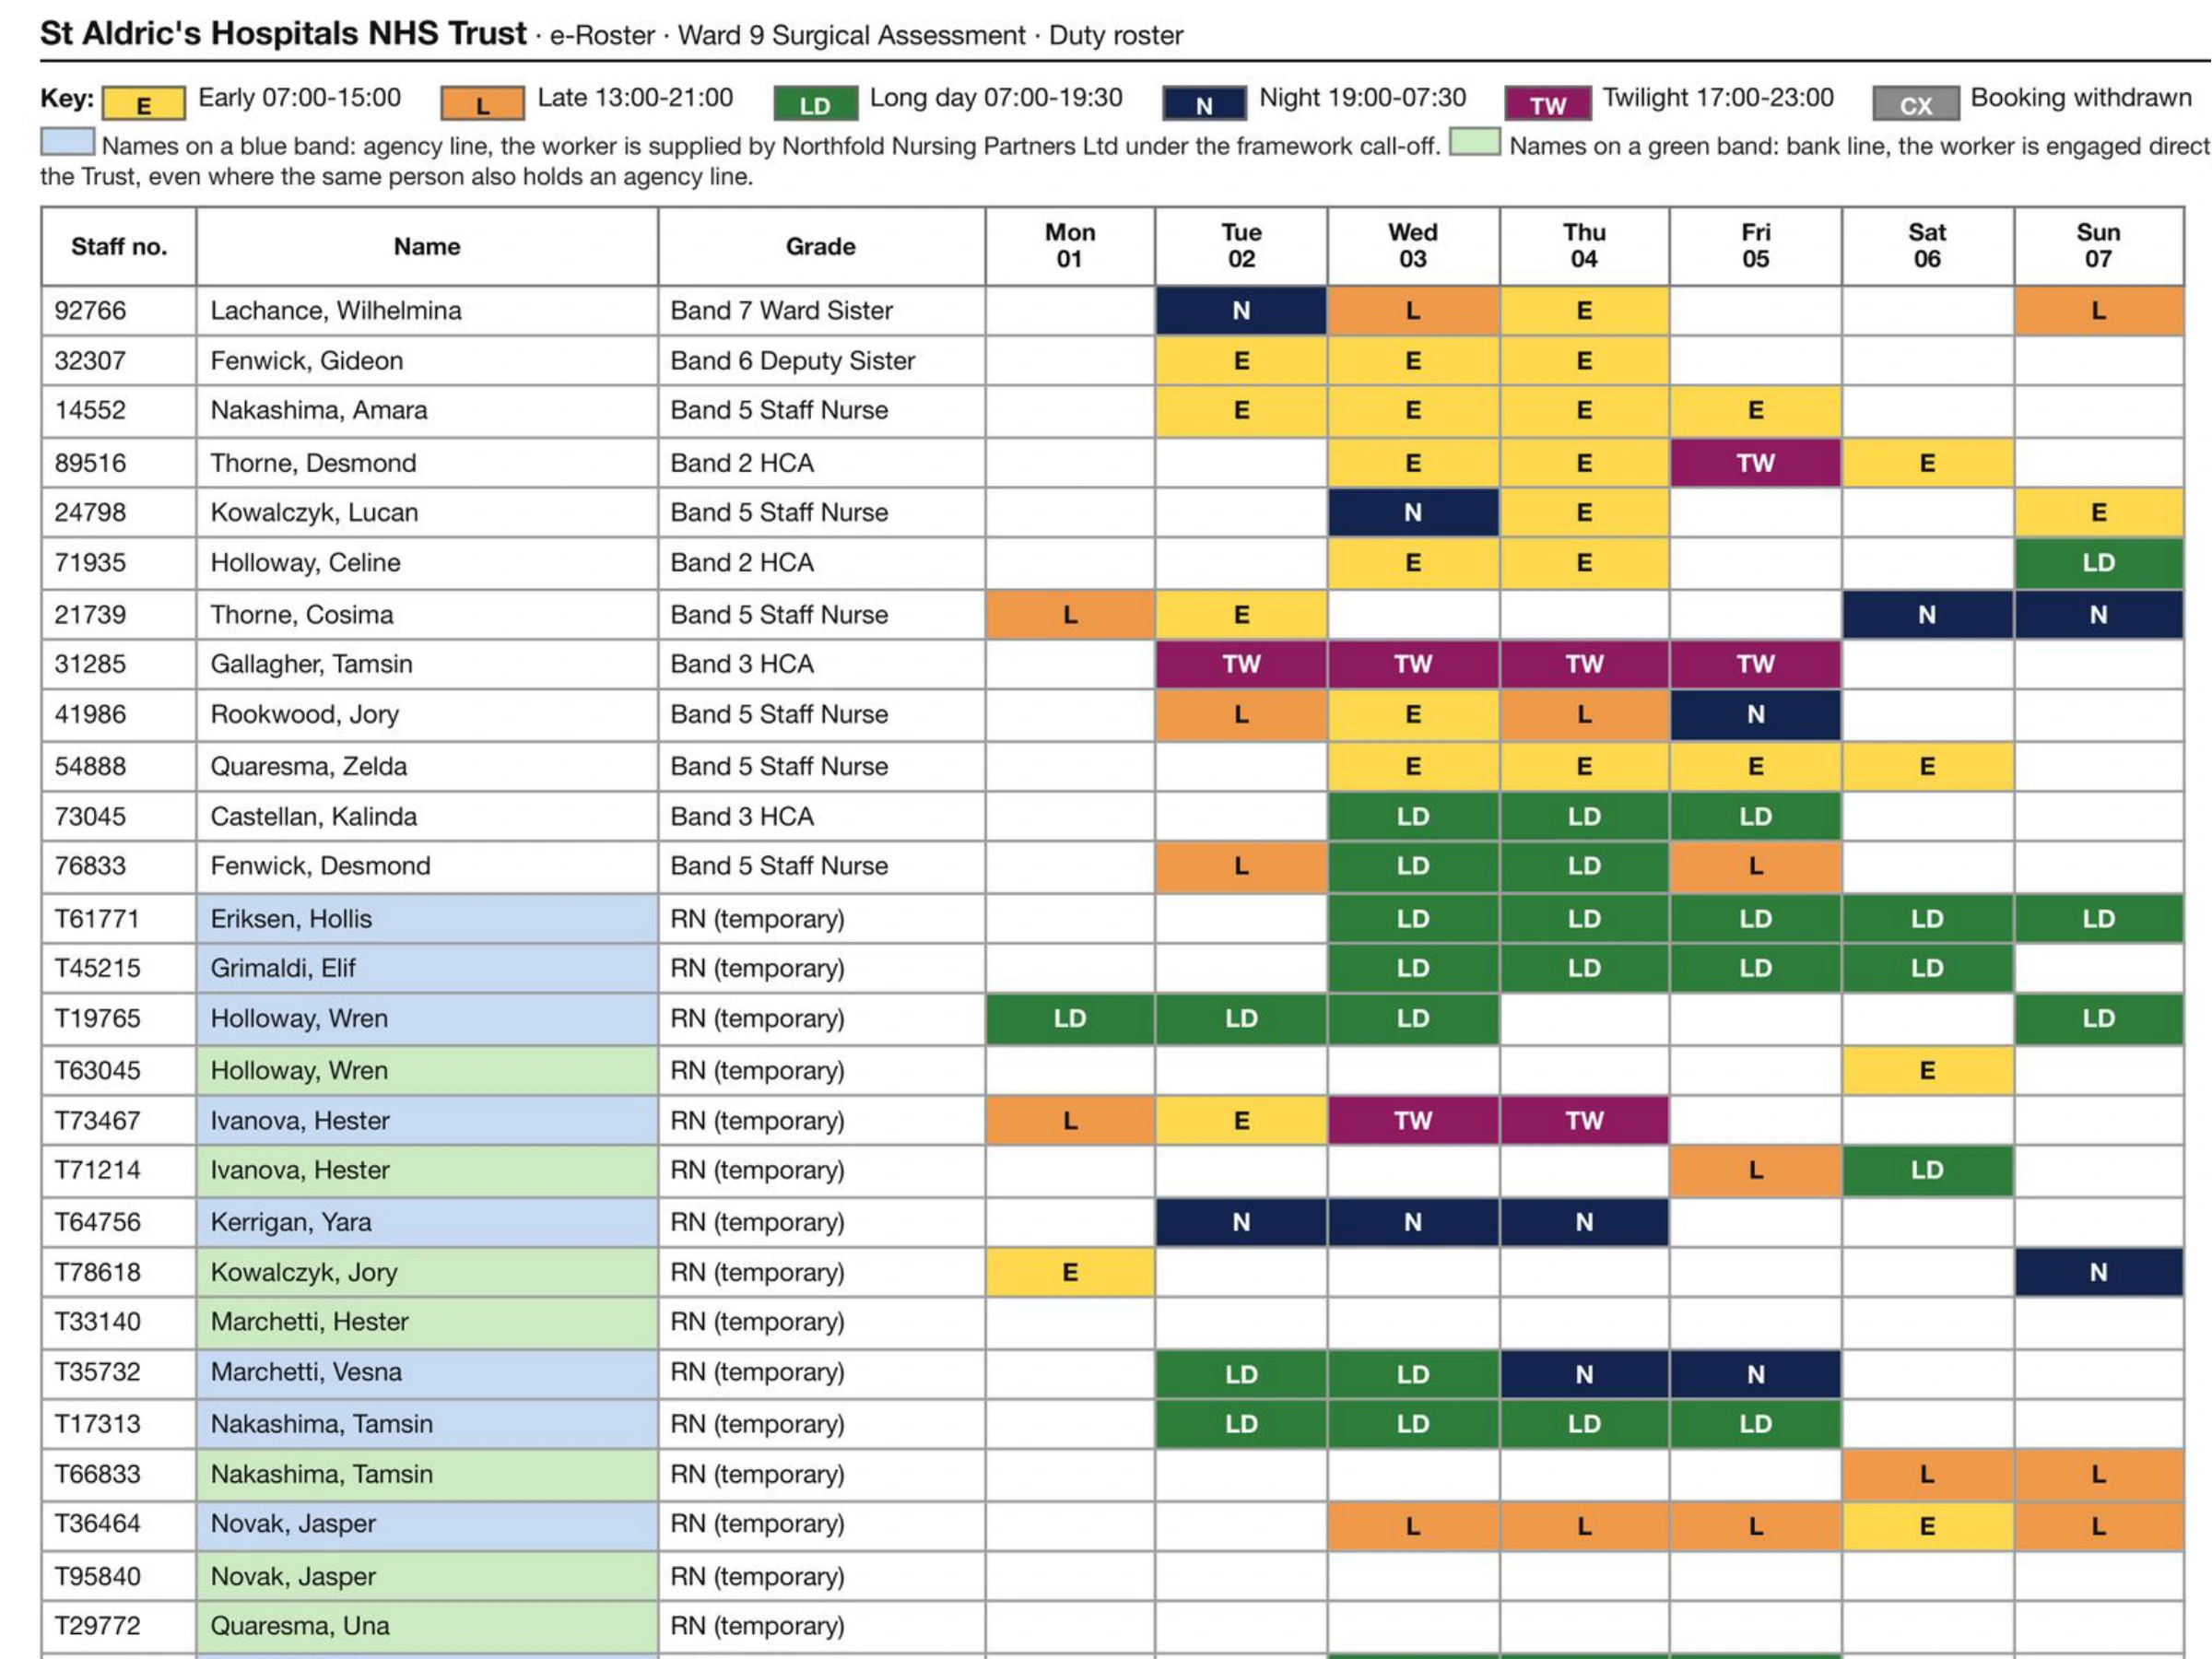 St Aldric's Hospitals NHS Trust · e-Roster · Ward 9 Surgical Assessment · Duty roster
Key: E Early 07:00-15:00 L Late 13:00-21:00 LD Long day 07:00-19:30 N Night 19:00-07:30 TW Twilight 17:00-23:00 CX Booking withdrawn
Names on a blue band: agency line, the worker is supplied by Northfold Nursing Partners Ltd under the framework call-off. Names on a green band: bank line, the worker is engaged direct
the Trust, even where the same person also holds an agency line.
Staff no. Name Grade Mon 01 Tue 02 Wed 03 Thu 04 Fri 05 Sat 06 Sun 07
92766 Lachance, Wilhelmina Band 7 Ward Sister N L E L
32307 Fenwick, Gideon Band 6 Deputy Sister E E E
14552 Nakashima, Amara Band 5 Staff Nurse E E E E
89516 Thorne, Desmond Band 2 HCA E E TW E
24798 Kowalczyk, Lucan Band 5 Staff Nurse N E E
71935 Holloway, Celine Band 2 HCA E E LD
21739 Thorne, Cosima Band 5 Staff Nurse L E N N
31285 Gallagher, Tamsin Band 3 HCA TW TW TW TW
41986 Rookwood, Jory Band 5 Staff Nurse L E L N
54888 Quaresma, Zelda Band 5 Staff Nurse E E E E
73045 Castellan, Kalinda Band 3 HCA LD LD LD
76833 Fenwick, Desmond Band 5 Staff Nurse L LD LD L
T61771 Eriksen, Hollis RN (temporary) LD LD LD LD LD
T45215 Grimaldi, Elif RN (temporary) LD LD LD LD
T19765 Holloway, Wren RN (temporary) LD LD LD LD
T63045 Holloway, Wren RN (temporary) E
T73467 Ivanova, Hester RN (temporary) L E TW TW
T71214 Ivanova, Hester RN (temporary) L LD
T64756 Kerrigan, Yara RN (temporary) N N N
T78618 Kowalczyk, Jory RN (temporary) E N
T33140 Marchetti, Hester RN (temporary)
T35732 Marchetti, Vesna RN (temporary) LD LD N N
T17313 Nakashima, Tamsin RN (temporary) LD LD LD LD
T66833 Nakashima, Tamsin RN (temporary) L L
T36464 Novak, Jasper RN (temporary) L L L E L
T95840 Novak, Jasper RN (temporary)
T29772 Quaresma, Una RN (temporary)